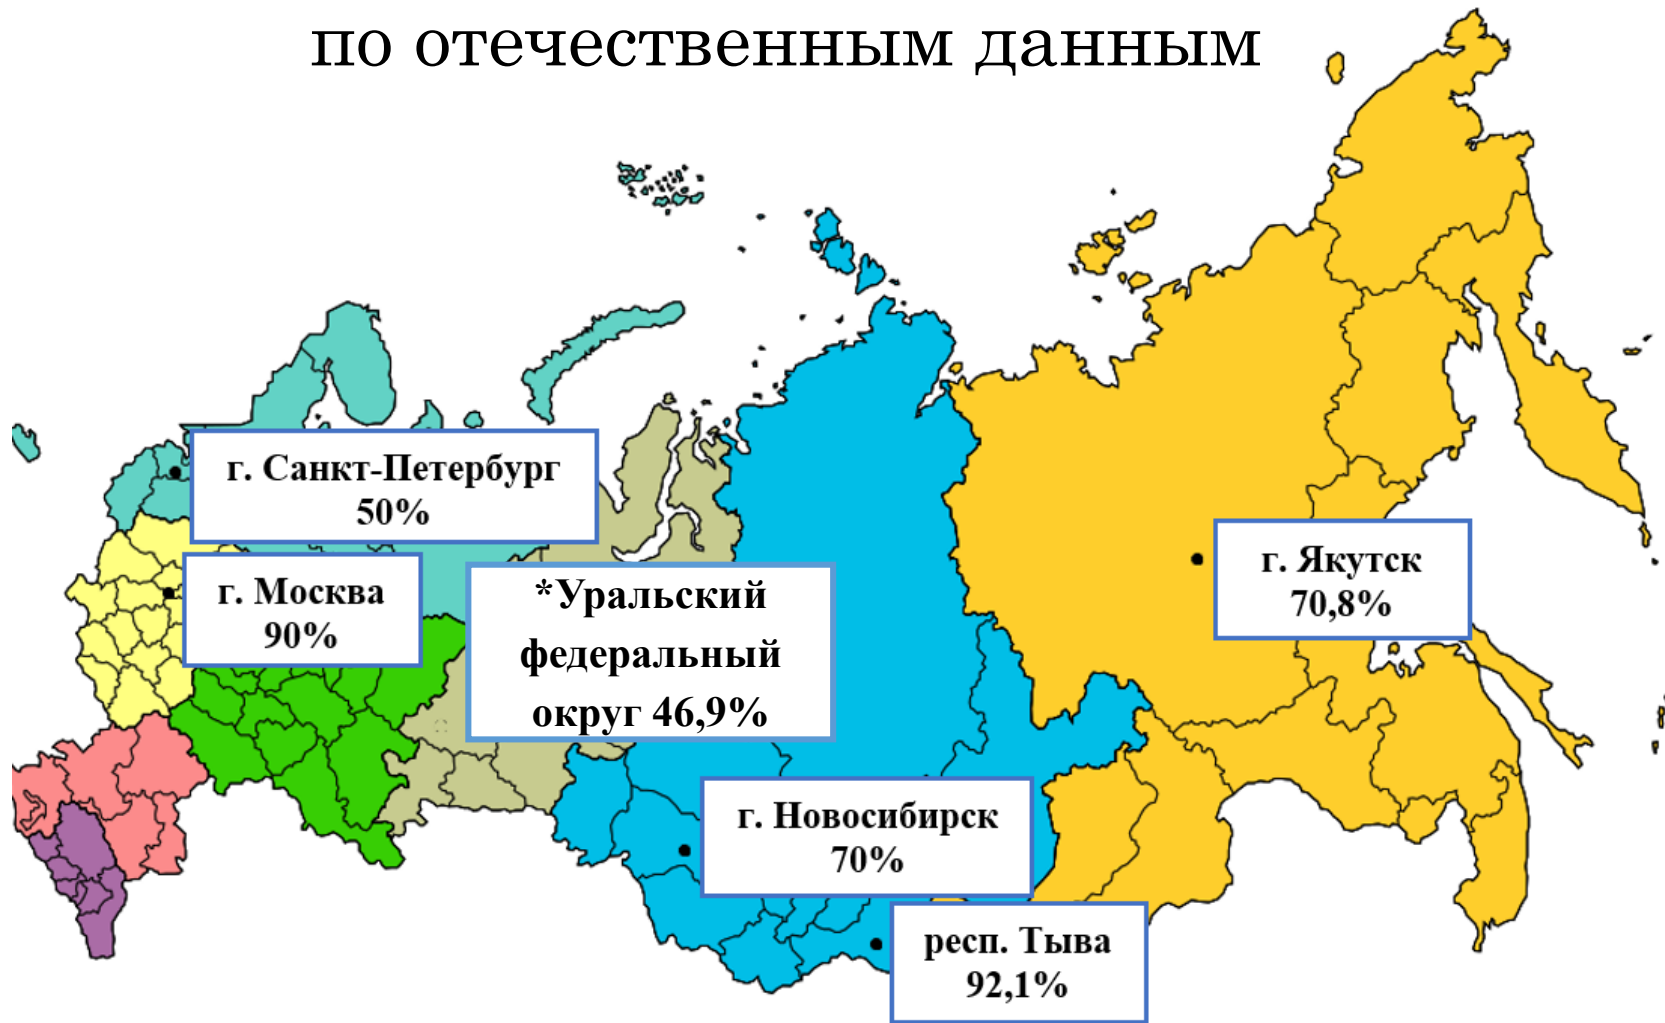 по отечественным данным
г. Санкт-Петербург
50%
г. Москва
90%
*Уральский
федеральный
округ 46,9%
г. Якутск
70,8%
г. Новосибирск
70%
респ. Тыва
92,1%